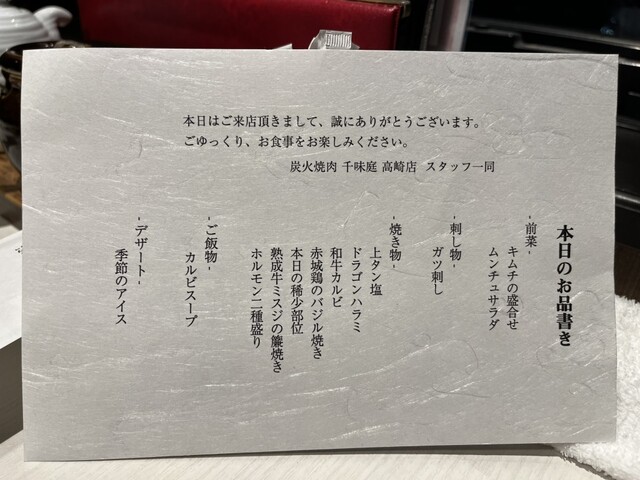 本日はご来店頂きまして、誠にありがとうございます。
ごゆっくり、お食事をお楽しみください。
炭火焼肉 千味庭 高崎店 スタッフ一同
本日のお品書き
- 前菜 -
キムチの盛合せ
ムンチュサラダ
- 刺し物 -
ガツ刺し
- 焼き物 -
上タン塩
ドラゴンハラミ
和牛カルビ
赤城鶏のバジル焼き
本日の稀少部位
熟成牛ミスジの簾焼き
ホルモン二種盛り
- ご飯物 -
カルビスープ
- デザート -
季節のアイス